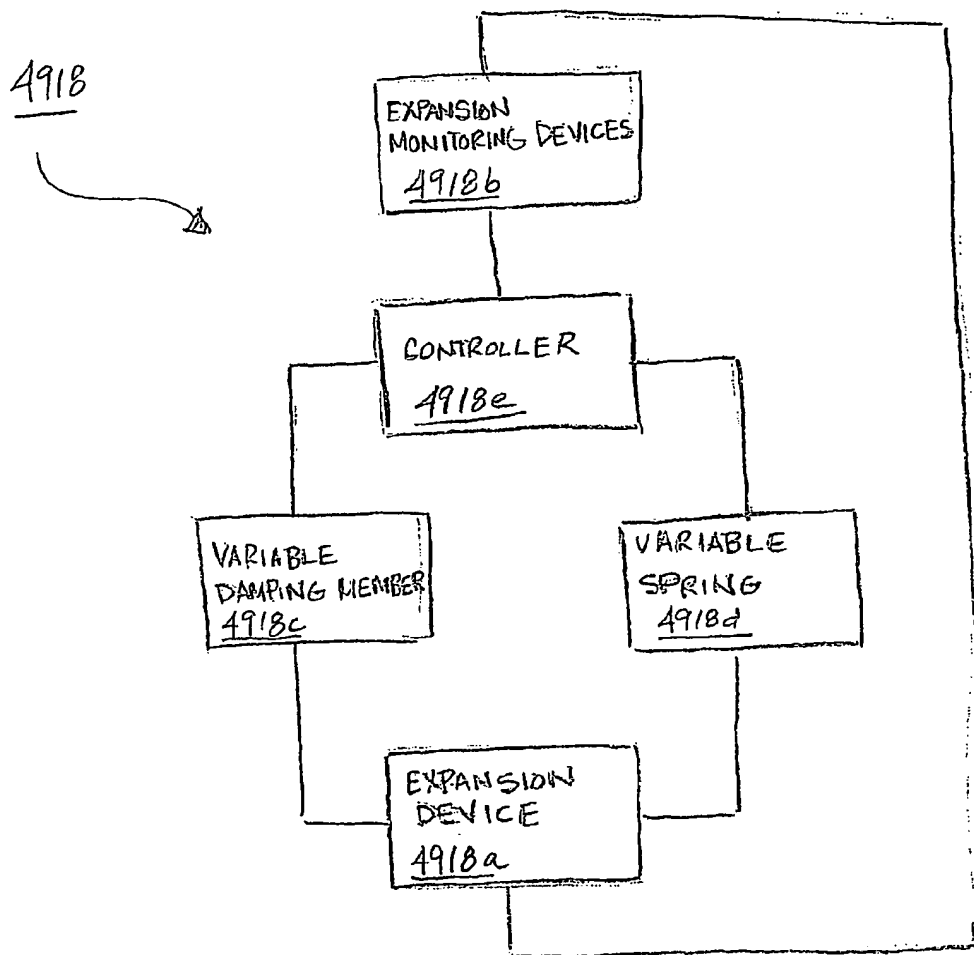 4918
EXPANSION
MONITORING DEVICES
4918b
CONTROLLER
4918e
VARIABLE
DAMPING MEMBER
4918c
VARIABLE
SPRING
4918d
EXPANSION
DEVICE
4918a